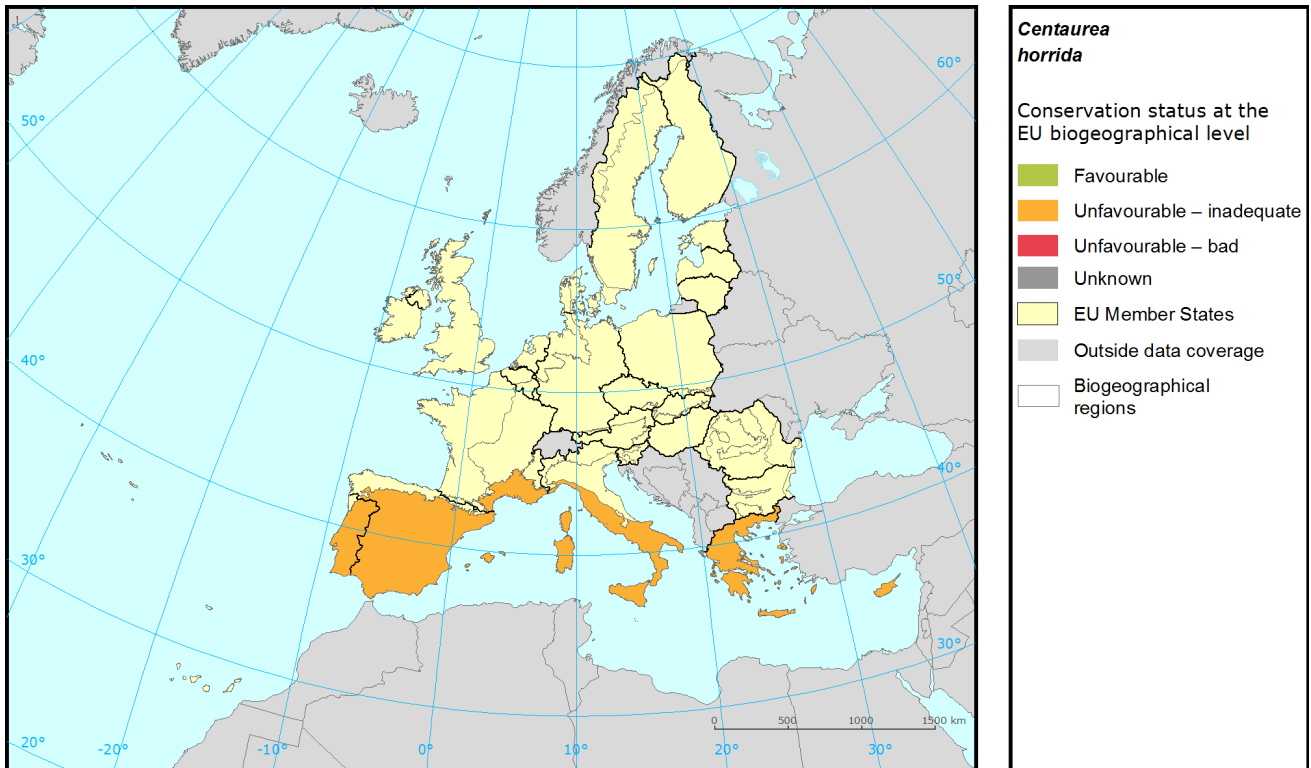 Centaurea
horrida
Conservation status at the
EU biogeographical level
Favourable
Unfavourable – inadequate
Unfavourable – bad
Unknown
EU Member States
Outside data coverage
Biogeographical
regions
60°
50°
50°
40°
40°
30°
30°
0 500 1000 1500 km
20° -20° -10° 0° 10° 20° 30°